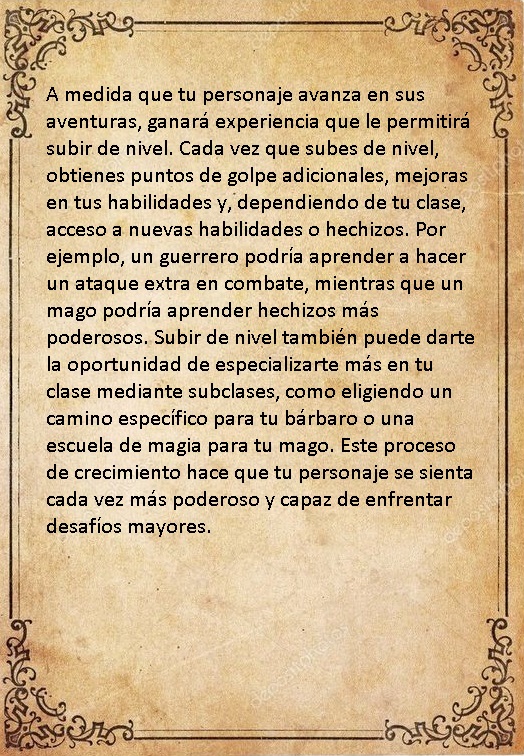 A medida que tu personaje avanza en sus
aventuras, ganará experiencia que le permitirá
subir de nivel. Cada vez que subes de nivel,
obtienes puntos de golpe adicionales, mejoras
en tus habilidades y, dependiendo de tu clase,
acceso a nuevas habilidades o hechizos. Por
ejemplo, un guerrero podría aprender a hacer
un ataque extra en combate, mientras que un
mago podría aprender hechizos más
poderosos. Subir de nivel también puede darte
la oportunidad de especializarte más en tu
clase mediante subclases, como eligiendo un
camino específico para tu bárbaro o una
escuela de magia para tu mago. Este proceso
de crecimiento hace que tu personaje se sienta
cada vez más poderoso y capaz de enfrentar
desafíos mayores.